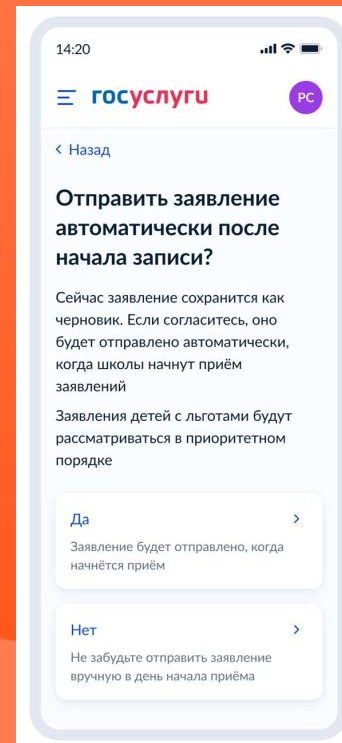 14:20
госуслуги
РС
Назад
Отправить заявление
автоматически после
начала записи?
Сейчас заявление сохранится как
черновик. Если согласитесь, оно
будет отправлено автоматически,
когда школы начнут приём
заявлений
Заявления детей с льготами будут
рассматриваться в приоритетном
порядке
Да
Заявление будет отправлено, когда
начнётся приём
Нет
Не забудьте отправить заявление
вручную в день начала приёма